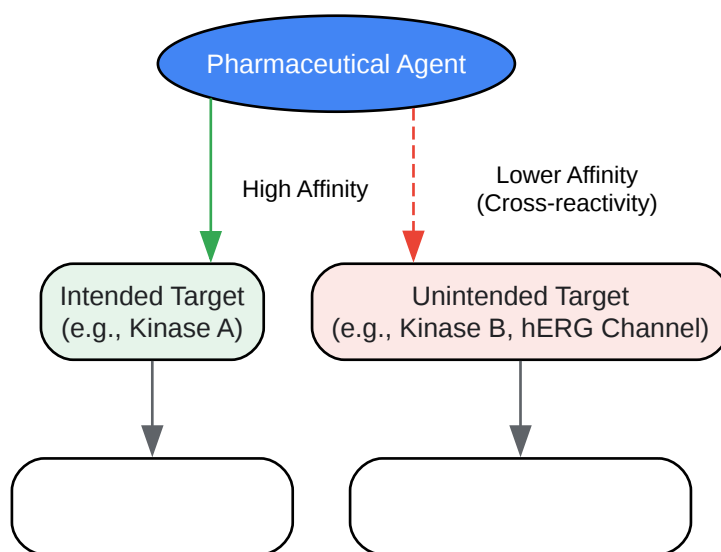 Pharmaceutical Agent
High Affinity
Lower Affinity
(Cross-reactivity)
Intended Target
(e.g., Kinase A)
Unintended Target
(e.g., Kinase B, hERG Channel)